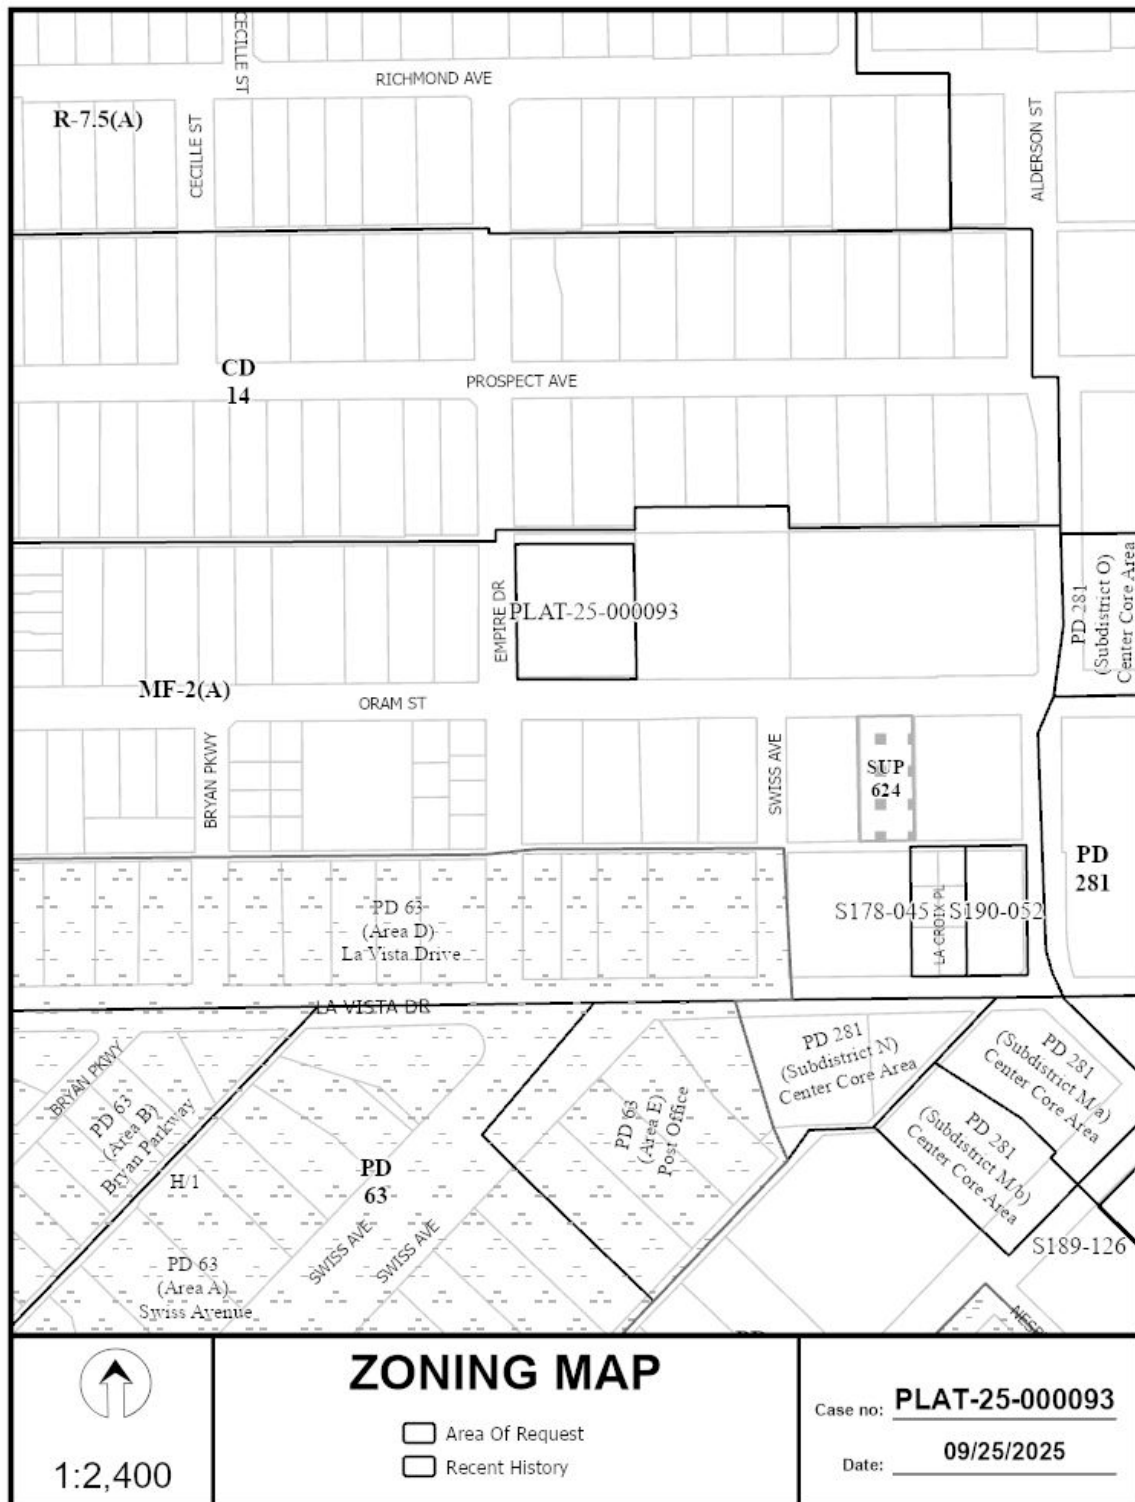 CECILLE ST
RICHMOND AVE
R-7.5(A)
CECILLE ST
ALDERSON ST
CD
14
PROSPECT AVE
EMPIRE DR
PLAT-25-000093
PD 281
(Subdistrict O)
Center Core Area
MF-2(A)
ORAM ST
BRYAN PKWY
SWISS AVE
SUP
624
PD
281
PD 63
(Area D)
La Vista Drive
S178-045
LA CROIX PL
S190-052
LA VISTA DR
BRYAN PKWY
PD 63
(Area B)
Bryan Parkway
H/1
PD
63
PD 63
(Area E)
Post Office
PD 281
(Subdistrict N)
Center Core Area
PD 281
(Subdistrict M/a)
Center Core Area
PD 281
(Subdistrict M/b)
Center Core Area
S189-126
SWISS AVE
SWISS AVE
PD 63
(Area A)
Swiss Avenue
ZONING MAP
Area Of Request
Recent History
1:2,400
Case no: PLAT-25-000093
Date: 09/25/2025